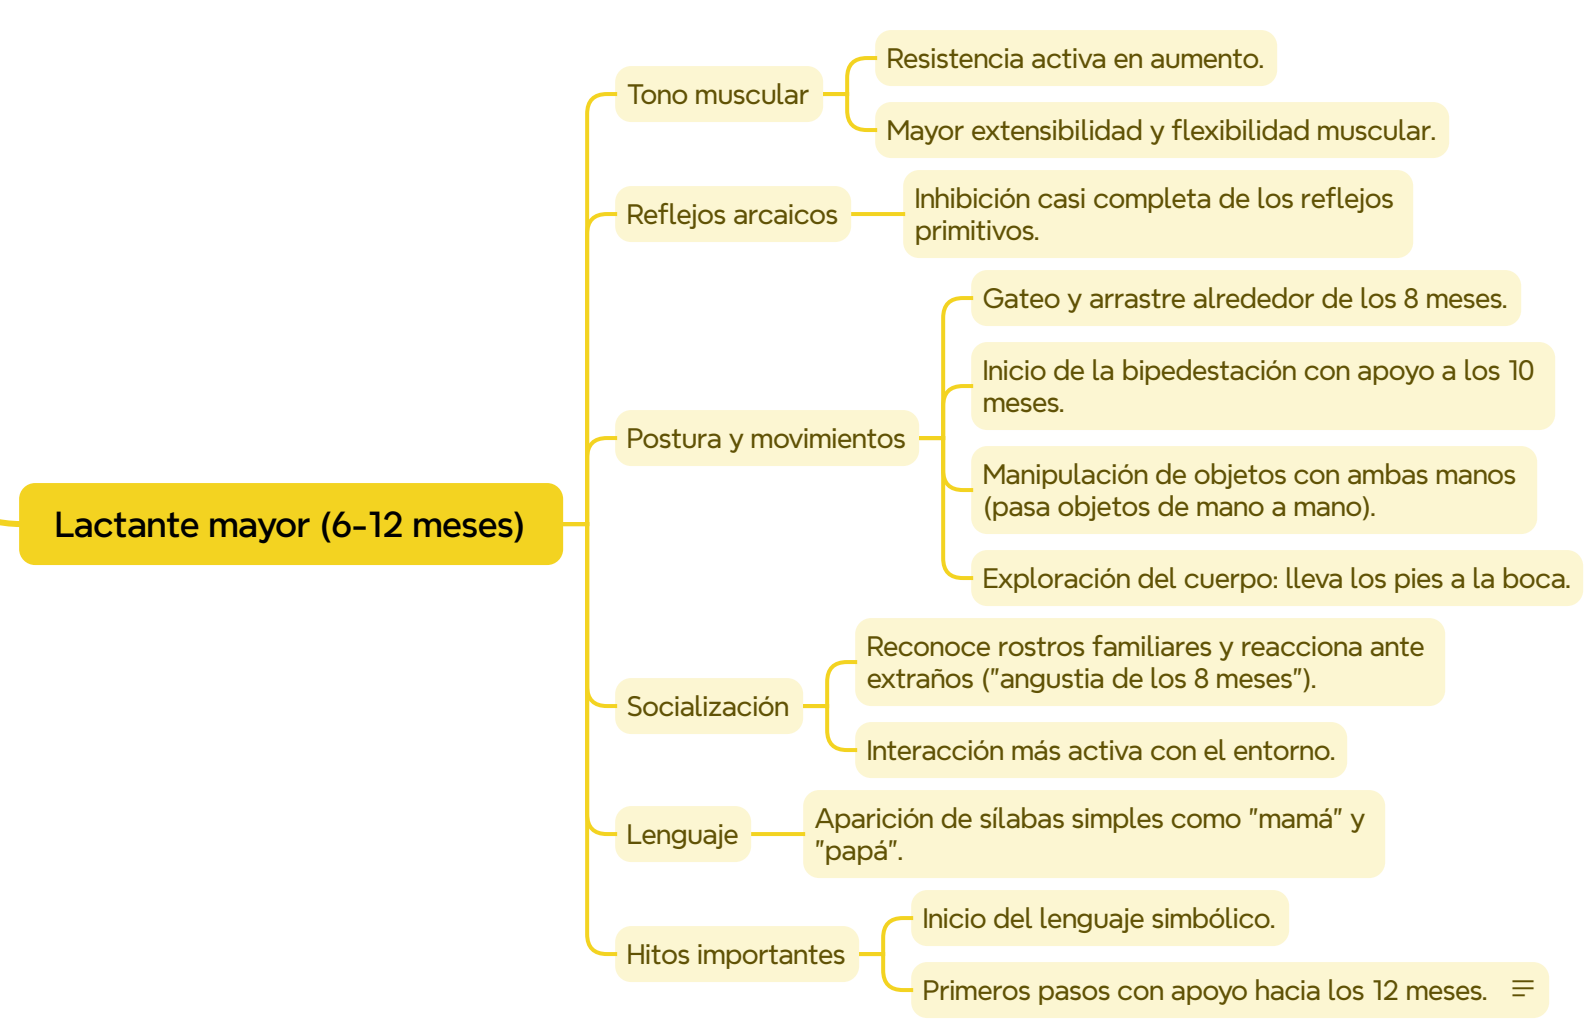 Lactante mayor (6-12 meses)
Tono muscular
Resistencia activa en aumento.
Mayor extensibilidad y flexibilidad muscular.
Reflejos arcaicos
Inhibición casi completa de los reflejos
primitivos.
Postura y movimientos
Gateo y arrastre alrededor de los 8 meses.
Inicio de la bipedestación con apoyo a los 10
meses.
Manipulación de objetos con ambas manos
(pasa objetos de mano a mano).
Exploración del cuerpo: lleva los pies a la boca.
Socialización
Reconoce rostros familiares y reacciona ante
extraños ("angustia de los 8 meses").
Interacción más activa con el entorno.
Lenguaje
Aparición de sílabas simples como "mamá" y
"papá".
Hitos importantes
Inicio del lenguaje simbólico.
Primeros pasos con apoyo hacia los 12 meses.